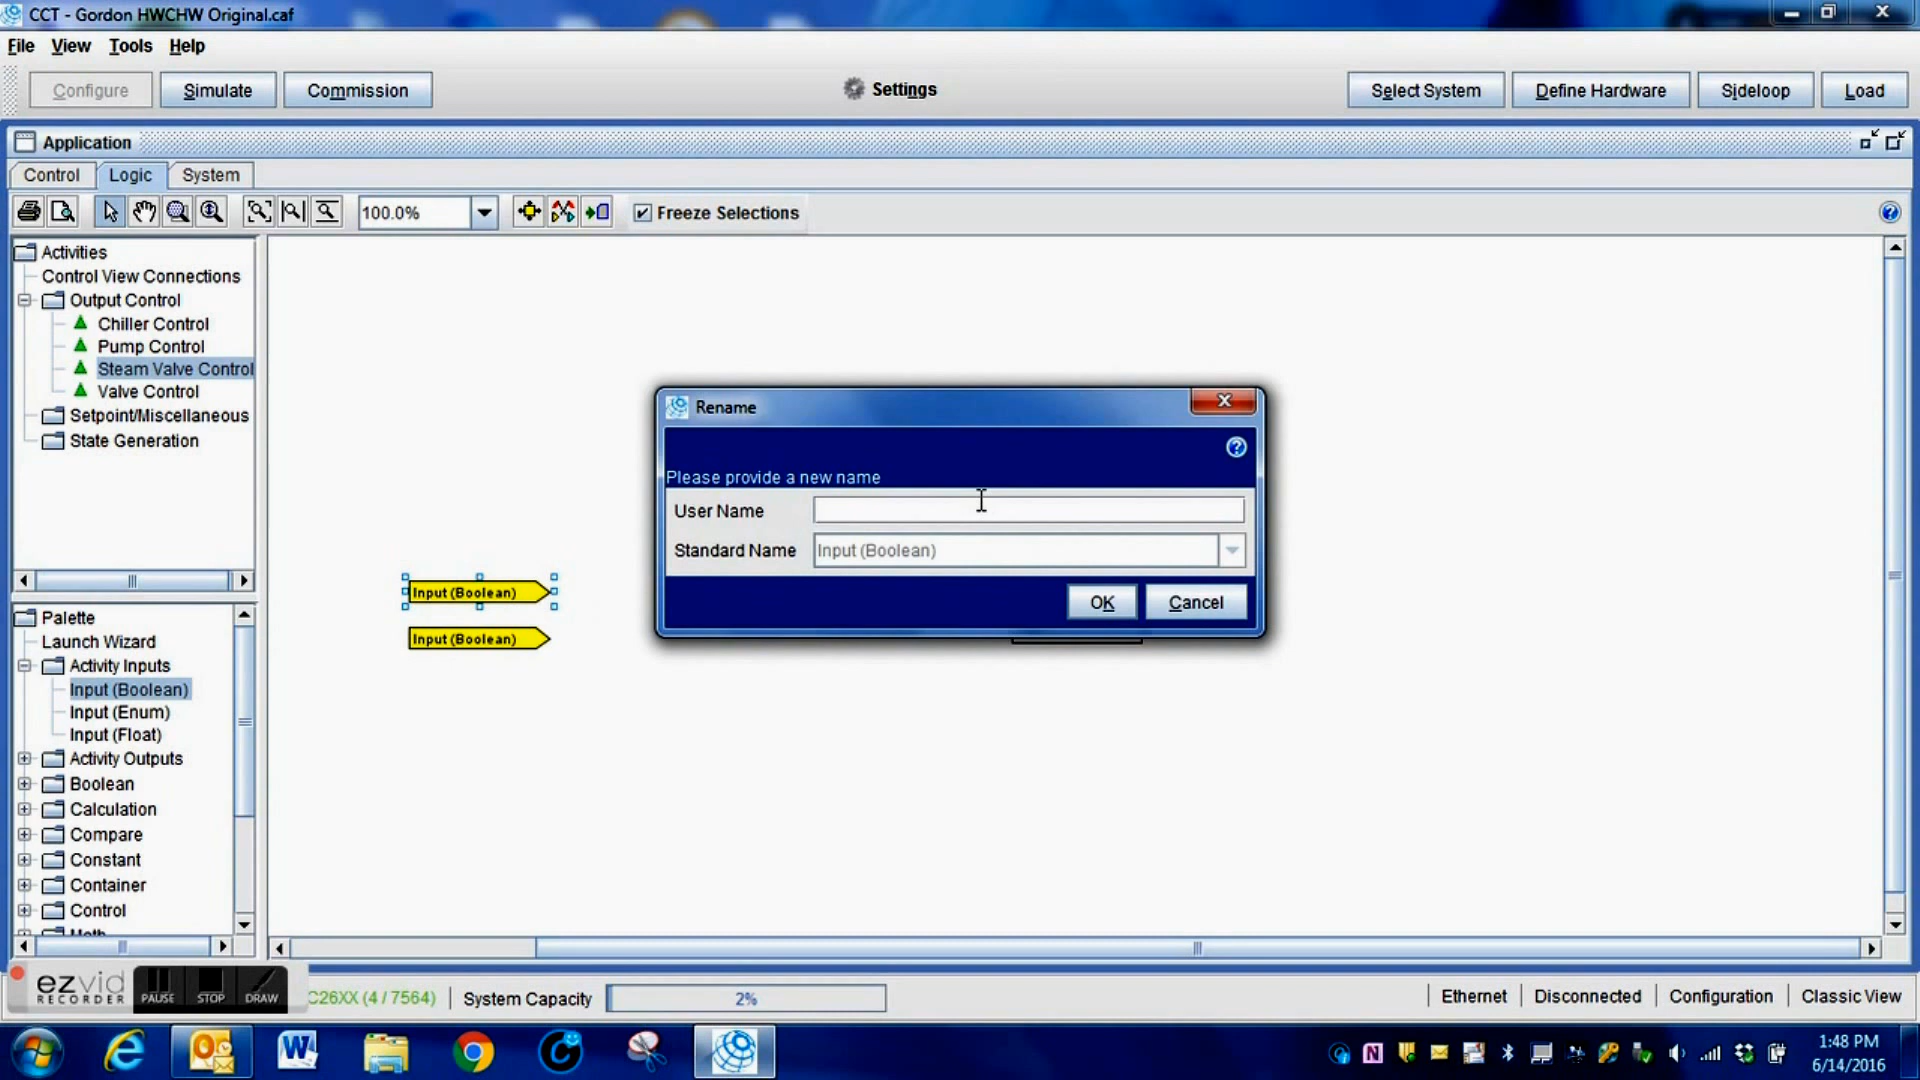 CCT - Gordon HWCHW Original.caf
File View Tools Help
Configure Simulate Commission Settings Select System Define Hardware Sideloop Load
Application
Control Logic System
100.0% Freeze Selections
Activities
Control View Connections
Output Control
Chiller Control
Pump Control
Steam Valve Control
Valve Control
Setpoint/Miscellaneous
State Generation
Rename
Please provide a new name
User Name
Standard Name Input (Boolean)
OK Cancel
Input (Boolean)
Input (Boolean)
Palette
Launch Wizard
Activity Inputs
Input (Boolean)
Input (Enum)
Input (Float)
Activity Outputs
Boolean
Calculation
Compare
Constant
Container
Control
Math
ezvid
RECORDER
PAUSE STOP DRAW
C26XX (4 / 7564) System Capacity 2% Ethernet Disconnected Configuration Classic View
1:48 PM
6/14/2016